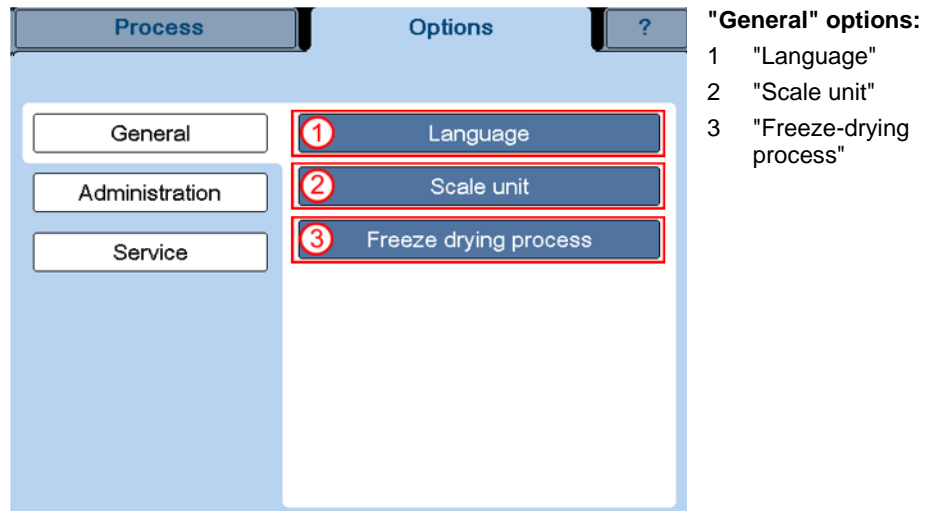 Process
Options
?
General
Administration
Service
1 Language
2 Scale unit
3 Freeze drying process
"General" options:
1 "Language"
2 "Scale unit"
3 "Freeze-drying
process"